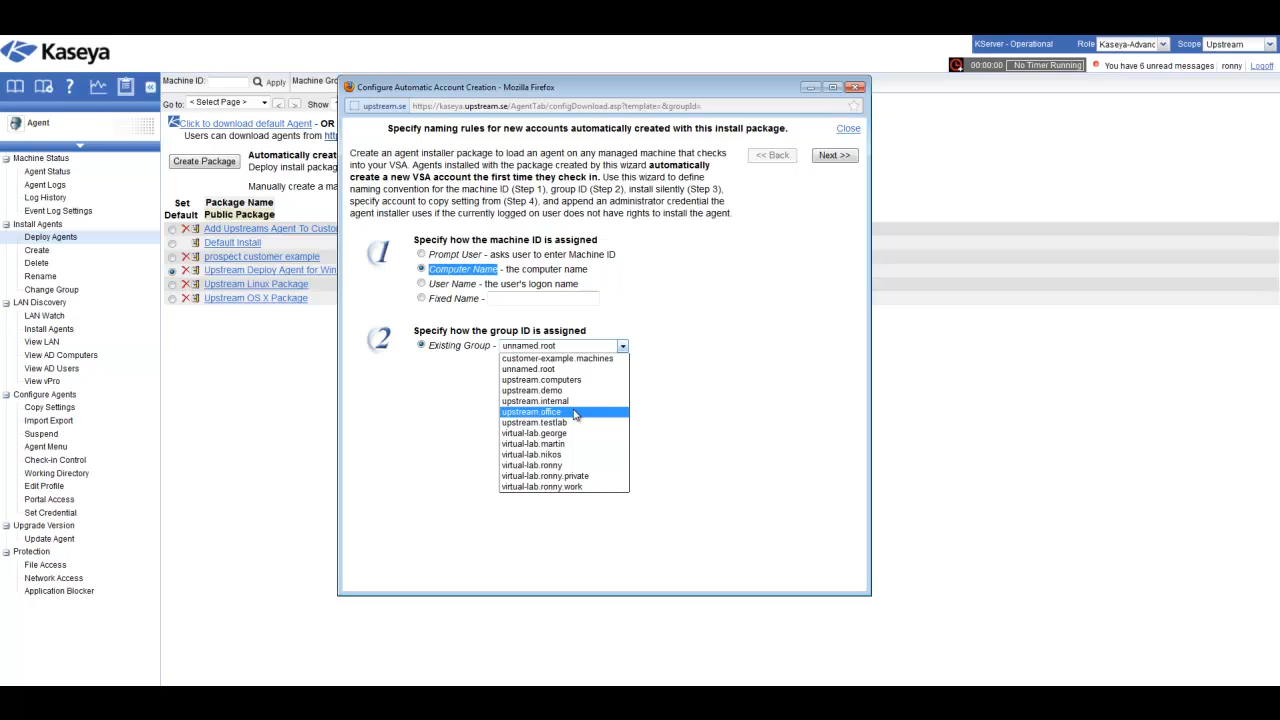 Kaseya
KServer - Operational
Role Kaseya-Advanc
Scope Upstream
00:00:00 No Timer Running
You have 6 unread messages ronny Logoff
Machine ID:
Apply
Machine Gro
Go to: < Select Page >
Show
Agent
Machine Status
Agent Status
Agent Logs
Log History
Event Log Settings
Install Agents
Deploy Agents
Create
Delete
Rename
Change Group
LAN Discovery
LAN Watch
Install Agents
View LAN
View AD Computers
View AD Users
View vPro
Configure Agents
Copy Settings
Import Export
Suspend
Agent Menu
Check-in Control
Working Directory
Edit Profile
Portal Access
Set Credential
Upgrade Version
Update Agent
Protection
File Access
Network Access
Application Blocker
Click to download default Agent - OR
Users can download agents from htt
Create Package
Automatically creat
Deploy install packag
Manually create a ma
Set
Default
Package Name
Public Package
Add Upstreams Agent To Custo
Default Install
prospect customer example
Upstream Deploy Agent for Win
Upstream Linux Package
Upstream OS X Package
Configure Automatic Account Creation - Mozilla Firefox
upstream.se
https://kaseya.upstream.se/AgentTab/configDownload.asp?template=&groupId=
Specify naming rules for new accounts automatically created with this install package.
Close
Create an agent installer package to load an agent on any managed machine that checks
into your VSA. Agents installed with the package created by this wizard automatically
create a new VSA account the first time they check in. Use this wizard to define
naming convention for the machine ID (Step 1), group ID (Step 2), install silently (Step 3),
specify account to copy setting from (Step 4), and append an administrator credential the
agent installer uses if the currently logged on user does not have rights to install the agent.
<< Back
Next >>
1
Specify how the machine ID is assigned
Prompt User - asks user to enter Machine ID
Computer Name - the computer name
User Name - the user's logon name
Fixed Name -
2
Specify how the group ID is assigned
Existing Group - unnamed.root
customer-example.machines
unnamed.root
upstream.computers
upstream.demo
upstream.internal
upstream.office
upstream.testlab
virtual-lab.george
virtual-lab.martin
virtual-lab.nikos
virtual-lab.ronny
virtual-lab.ronny.private
virtual-lab.ronny.work